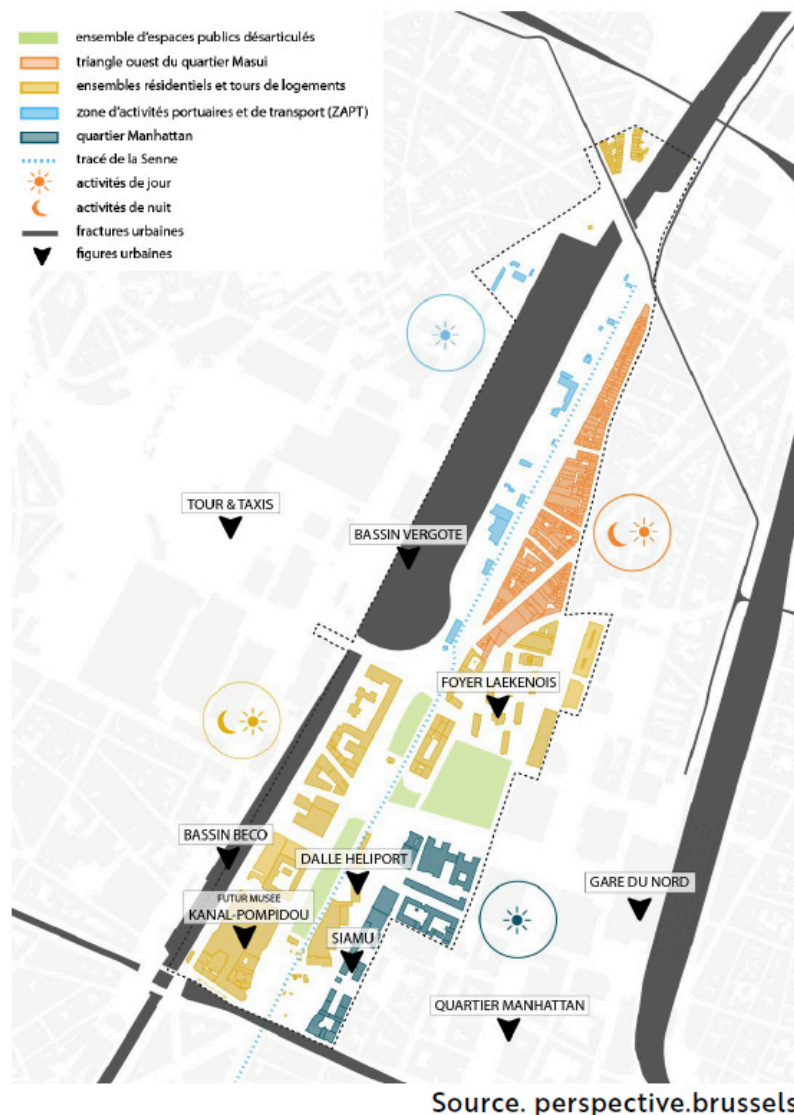 ensemble d'espaces publics désarticulés
triangle ouest du quartier Masui
ensembles résidentiels et tours de logements
zone d'activités portuaires et de transport (ZAPT)
quartier Manhattan
tracé de la Senne
activités de jour
activités de nuit
fractures urbaines
figures urbaines
TOUR & TAXIS
BASSIN VERGOTE
FOYER LAEKENOIS
BASSIN BECO
DALLE HELIPORT
FUTUR MUSEE
KANAL-POMPIDOU
GARE DU NORD
SIAMU
QUARTIER MANHATTAN
Source. perspective.brussels